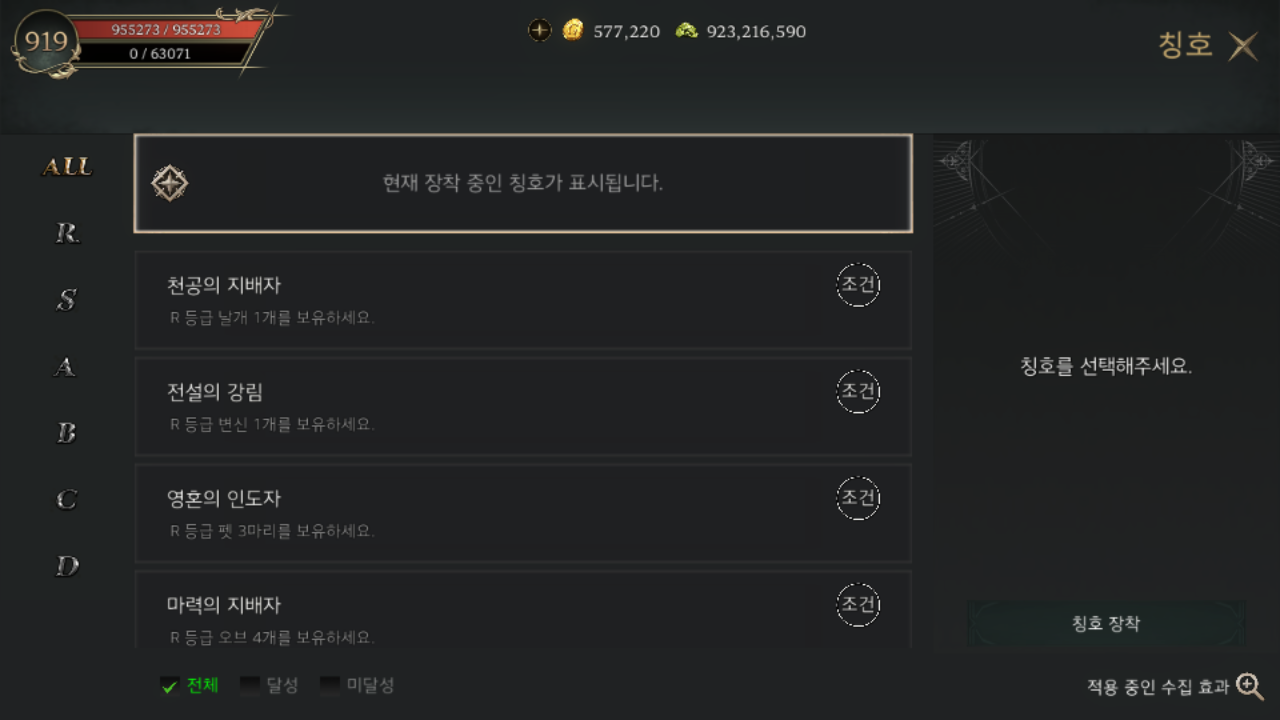 919
955273 / 955273
0 / 63071
577,220
923,216,590
칭호
ALL
R
S
A
B
C
D
현재 장착 중인 칭호가 표시됩니다.
천공의 지배자
조건
R 등급 날개 1개를 보유하세요.
전설의 강림
조건
R 등급 변신 1개를 보유하세요.
영혼의 인도자
조건
R 등급 펫 3마리를 보유하세요.
마력의 지배자
조건
R 등급 오브 4개를 보유하세요.
칭호를 선택해주세요.
칭호 장착
전체
달성
미달성
적용 중인 수집 효과